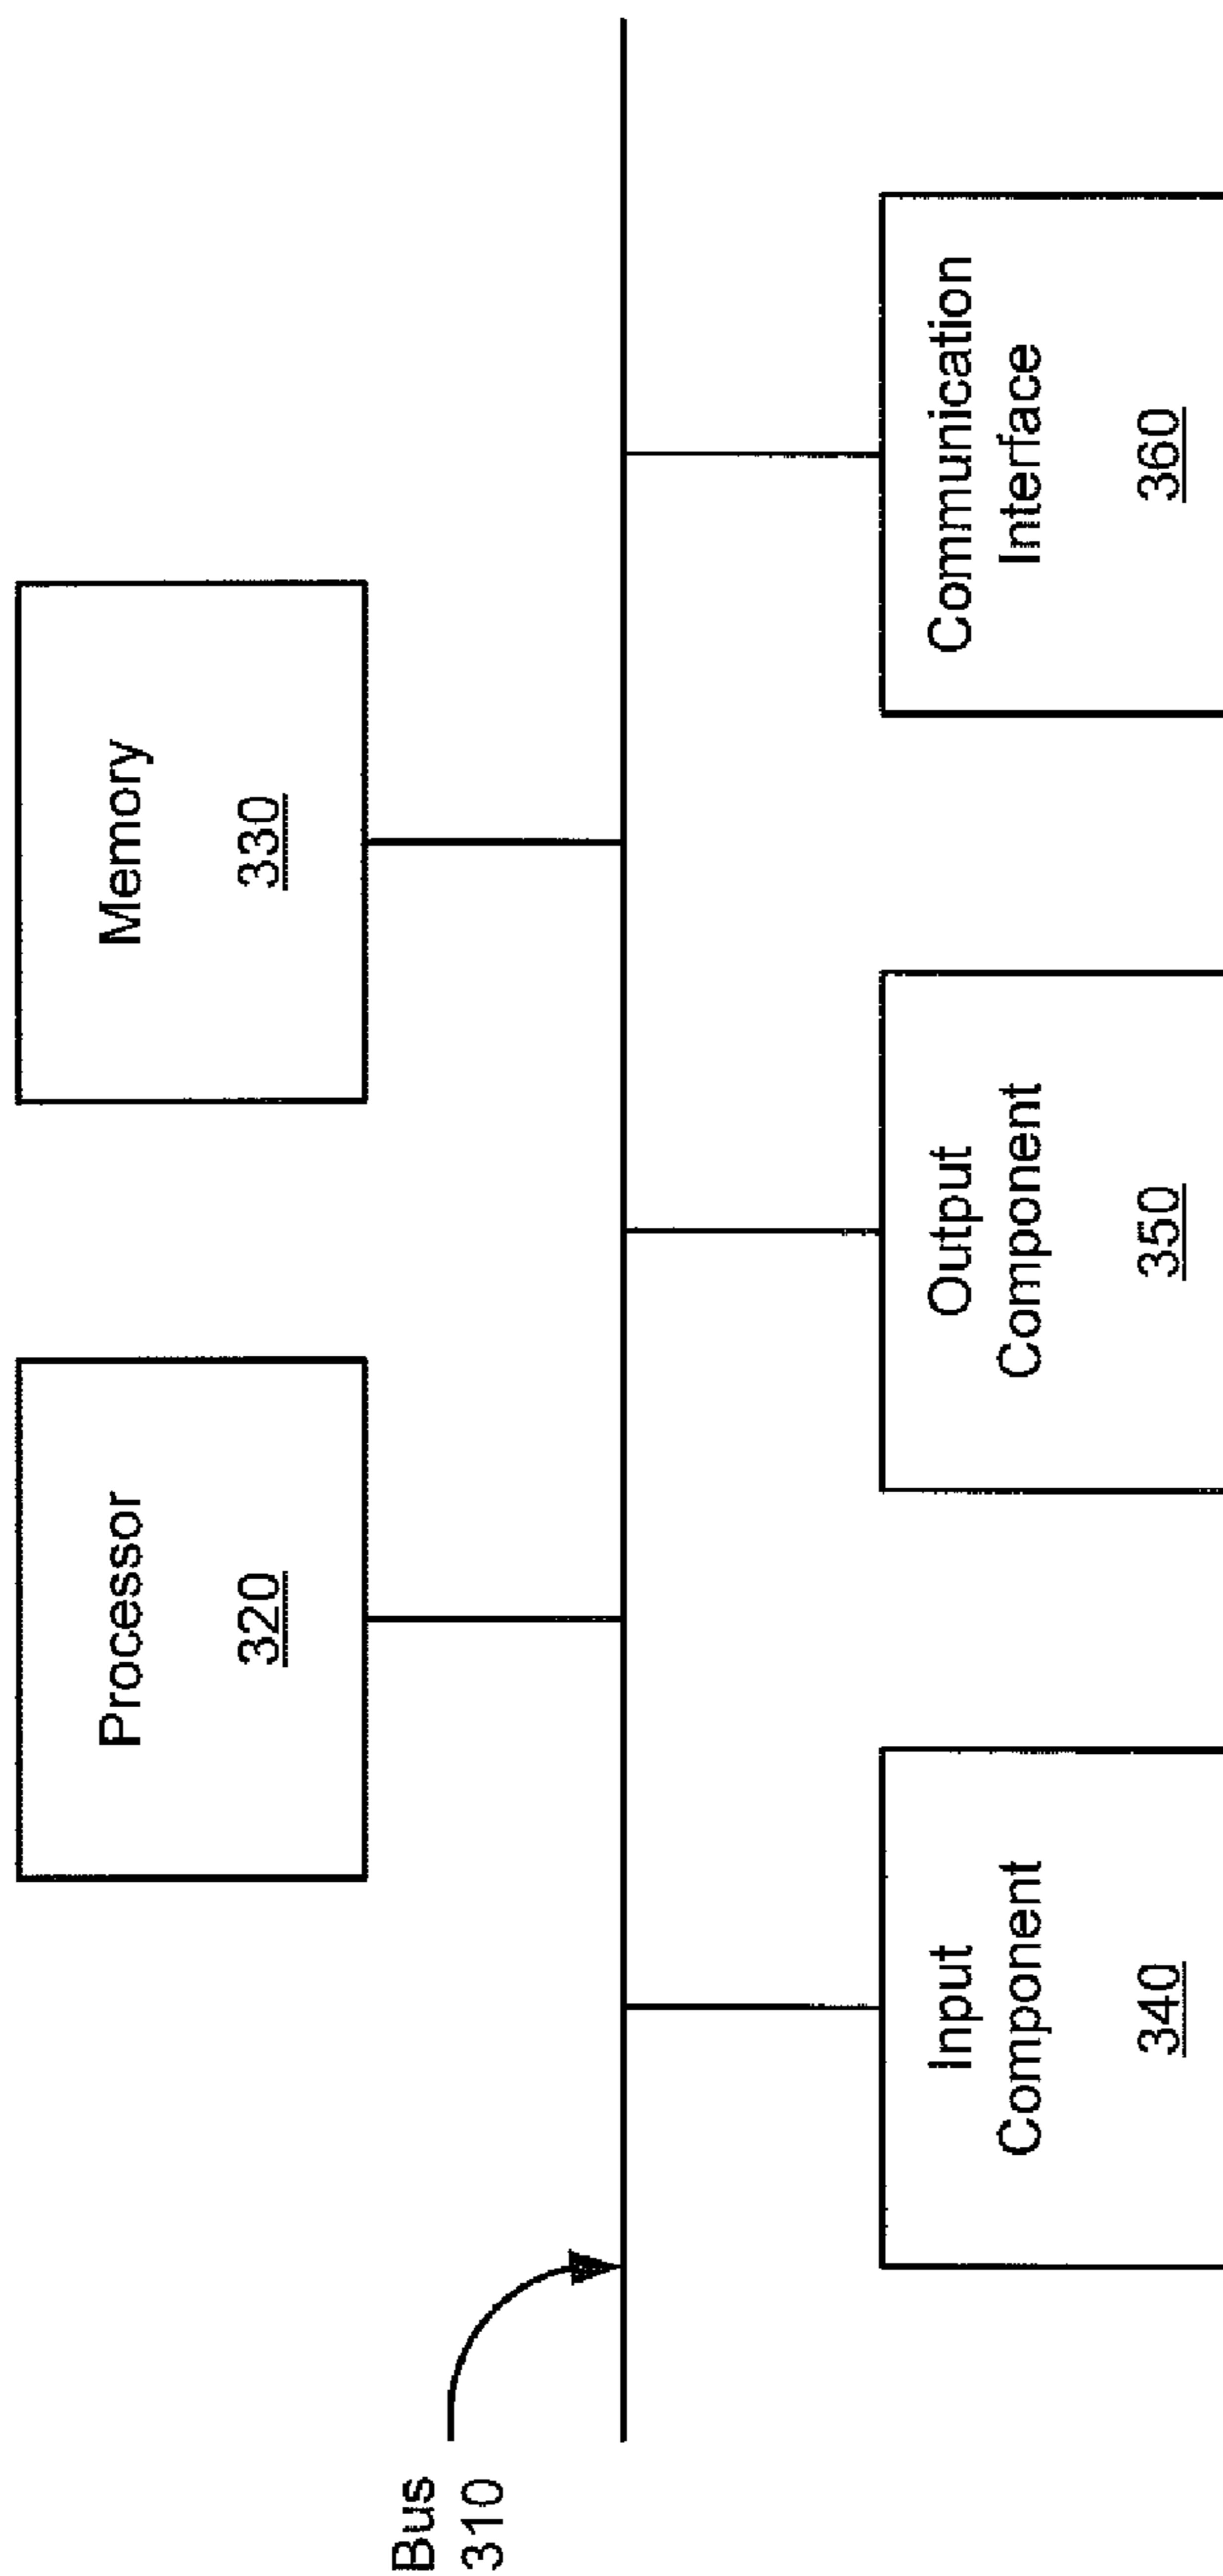 Processor
320
Memory
330
Bus
310
Input
Component
340
Output
Component
350
Communication
Interface
360